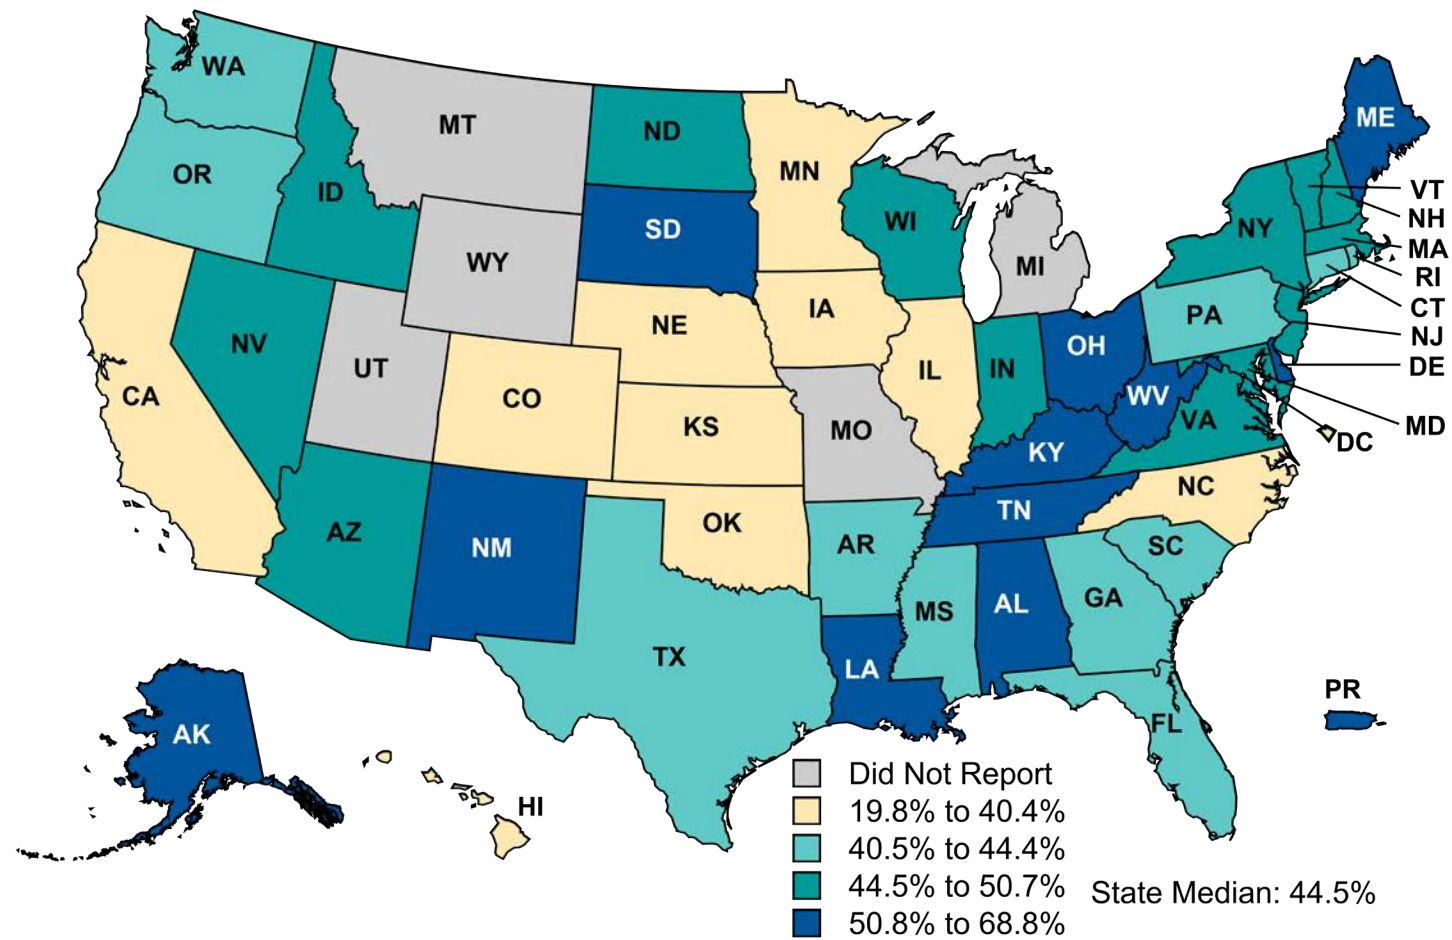 WA
MT
ND
MN
ME
OR
ID
SD
WI
NY
VT
NH
MA
RI
CT
NJ
DE
MD
DC
WY
MI
NV
UT
NE
IA
PA
CA
CO
KS
IL
IN
OH
WV
VA
MO
KY
NC
AZ
NM
OK
AR
TN
SC
TX
MS
AL
GA
LA
FL
PR
AK
HI
Did Not Report
19.8% to 40.4%
40.5% to 44.4%
44.5% to 50.7%
50.8% to 68.8%
State Median: 44.5%